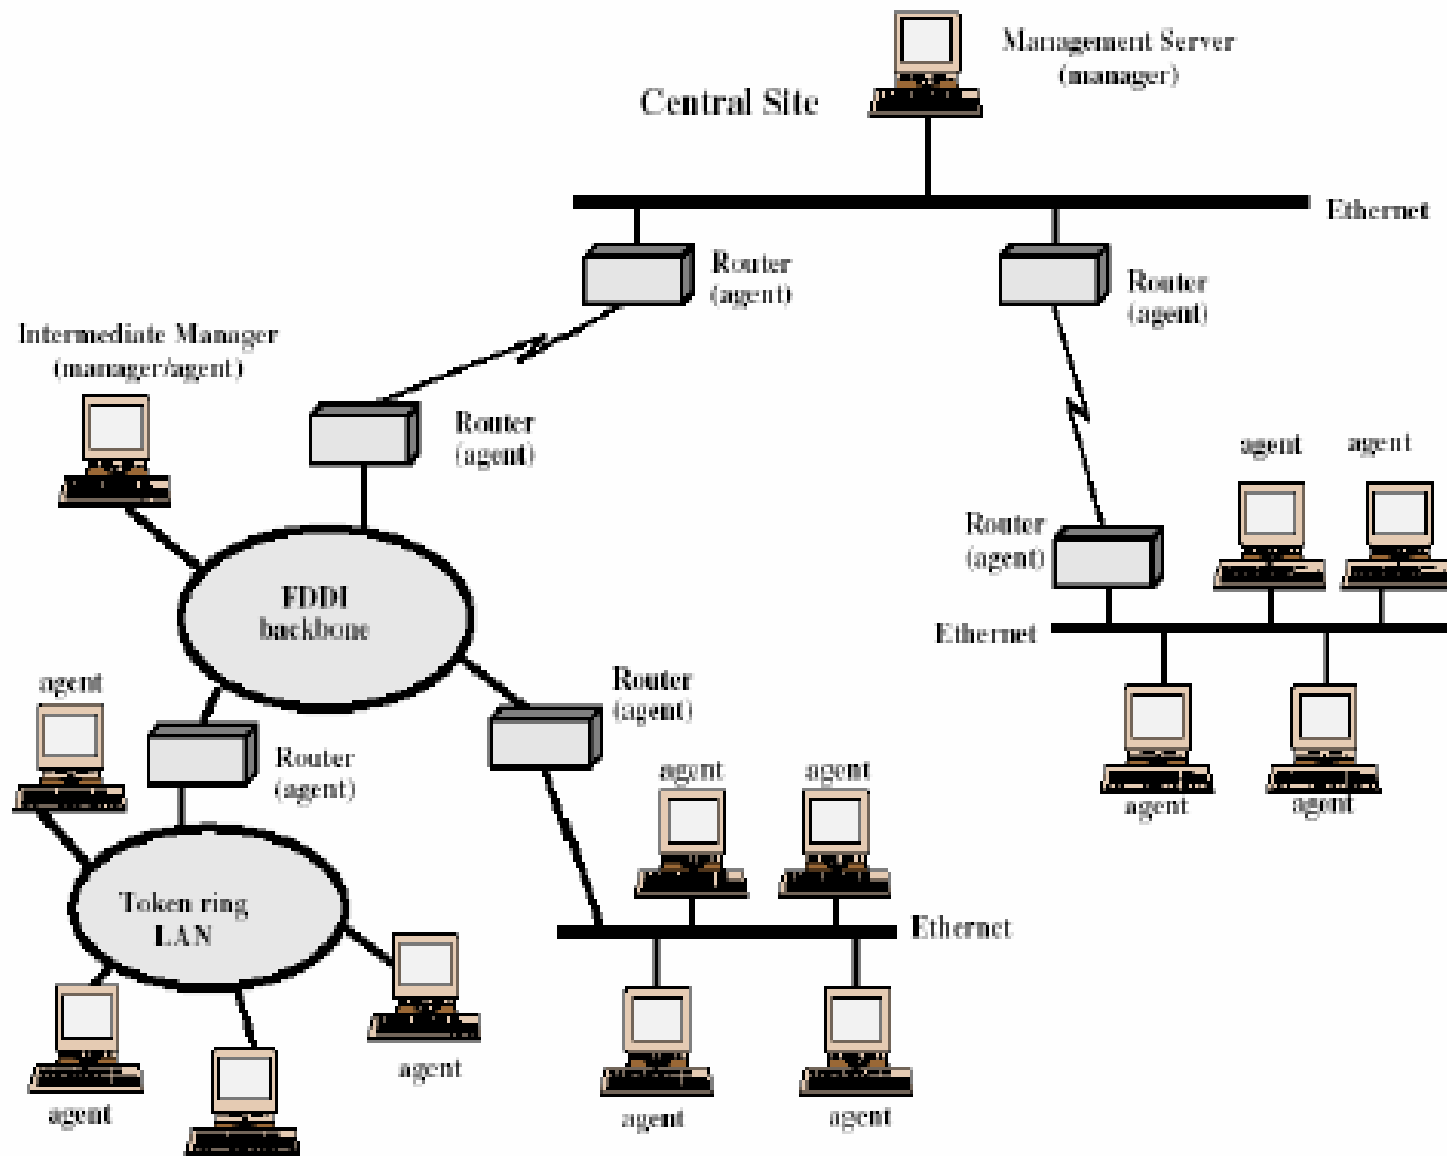 Management Server
(manager)
Central Site
Ethernet
Router
(agent)
Router
(agent)
Intermediate Manager
(manager/agent)
Router
(agent)
agent
agent
Router
(agent)
Ethernet
FDDI
backbone
agent
Router
(agent)
Router
(agent)
agent
agent
agent
agent
Token ring
LAN
Ethernet
agent
agent
agent
agent